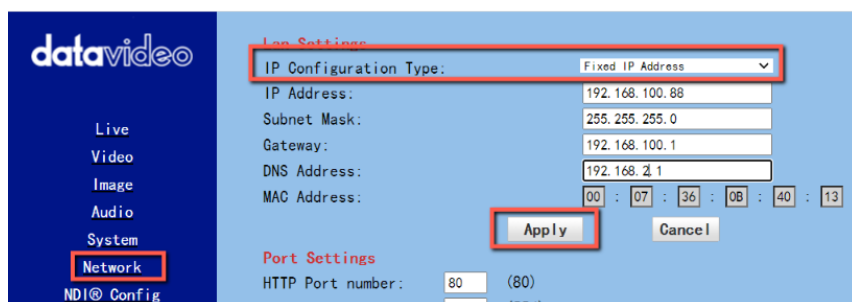 datavideo
Live
Video
Image
Audio
System
Network
NDI® Config
Lan Settings
IP Configuration Type: Fixed IP Address
IP Address: 192.168.100.88
Subnet Mask: 255.255.255.0
Gateway: 192.168.100.1
DNS Address: 192.168.2.1
MAC Address: 00 : 07 : 36 : 0B : 40 : 13
Apply Cancel
Port Settings
HTTP Port number: 80 (80)